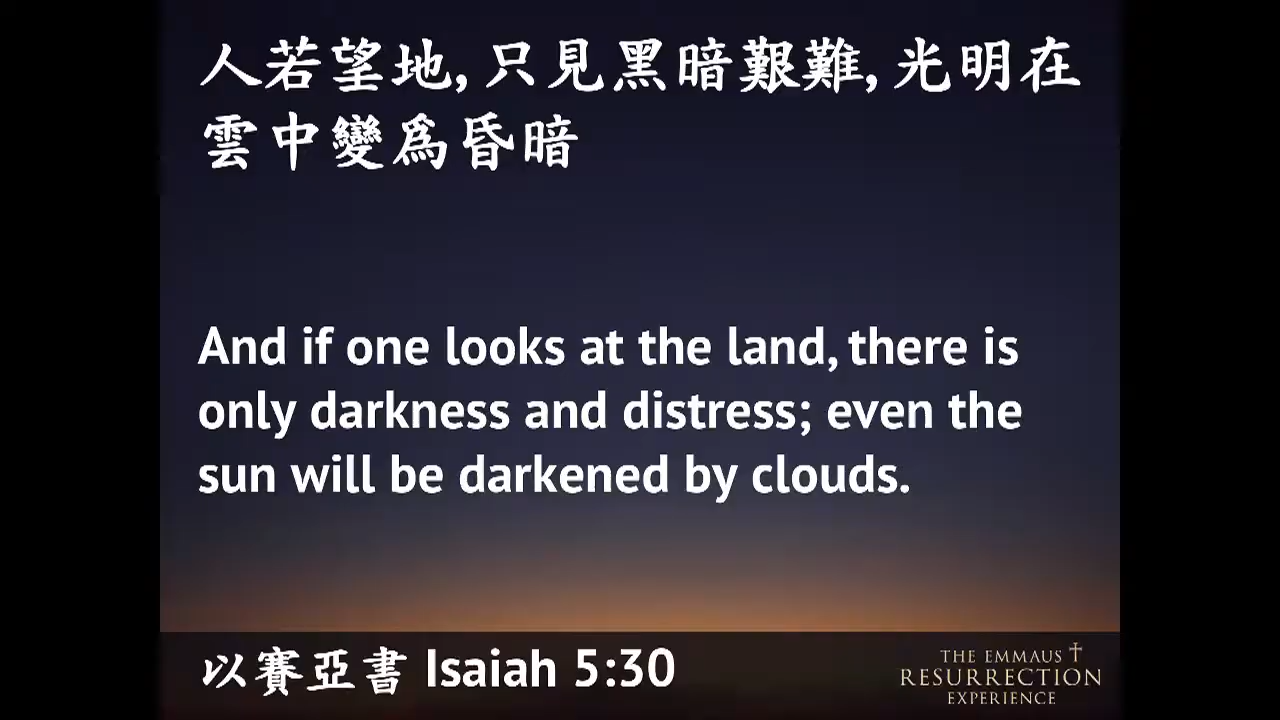 人若望地, 只見黑暗艱難, 光明在
雲中變爲昏暗
And if one looks at the land, there is
only darkness and distress; even the
sun will be darkened by clouds.
以賽亞書 Isaiah 5:30
THE EMMAUS
RESURRECTION
EXPERIENCE